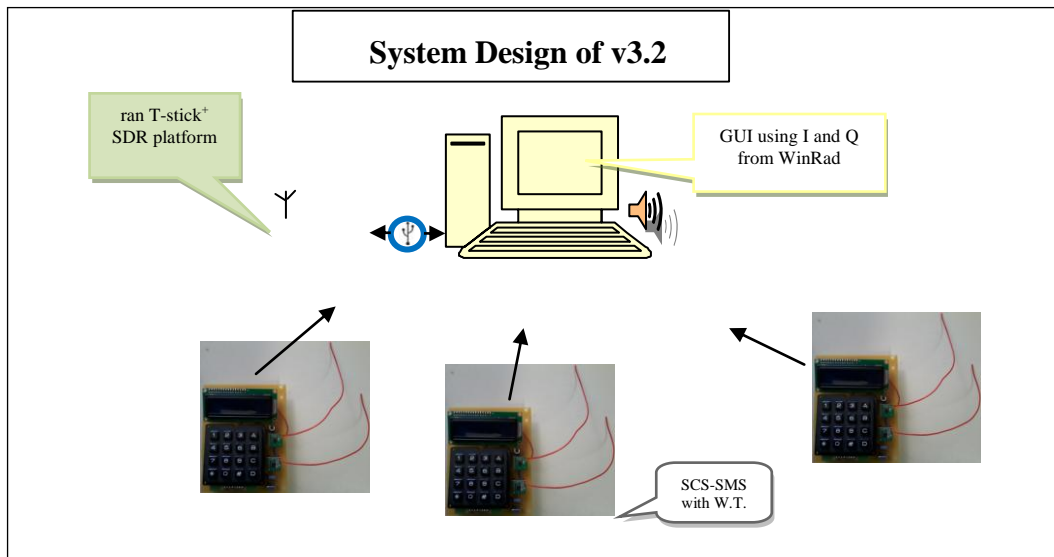 System Design of v3.2
ran T-stick⁺
SDR platform
GUI using I and Q
from WinRad
SCS-SMS
with W.T.